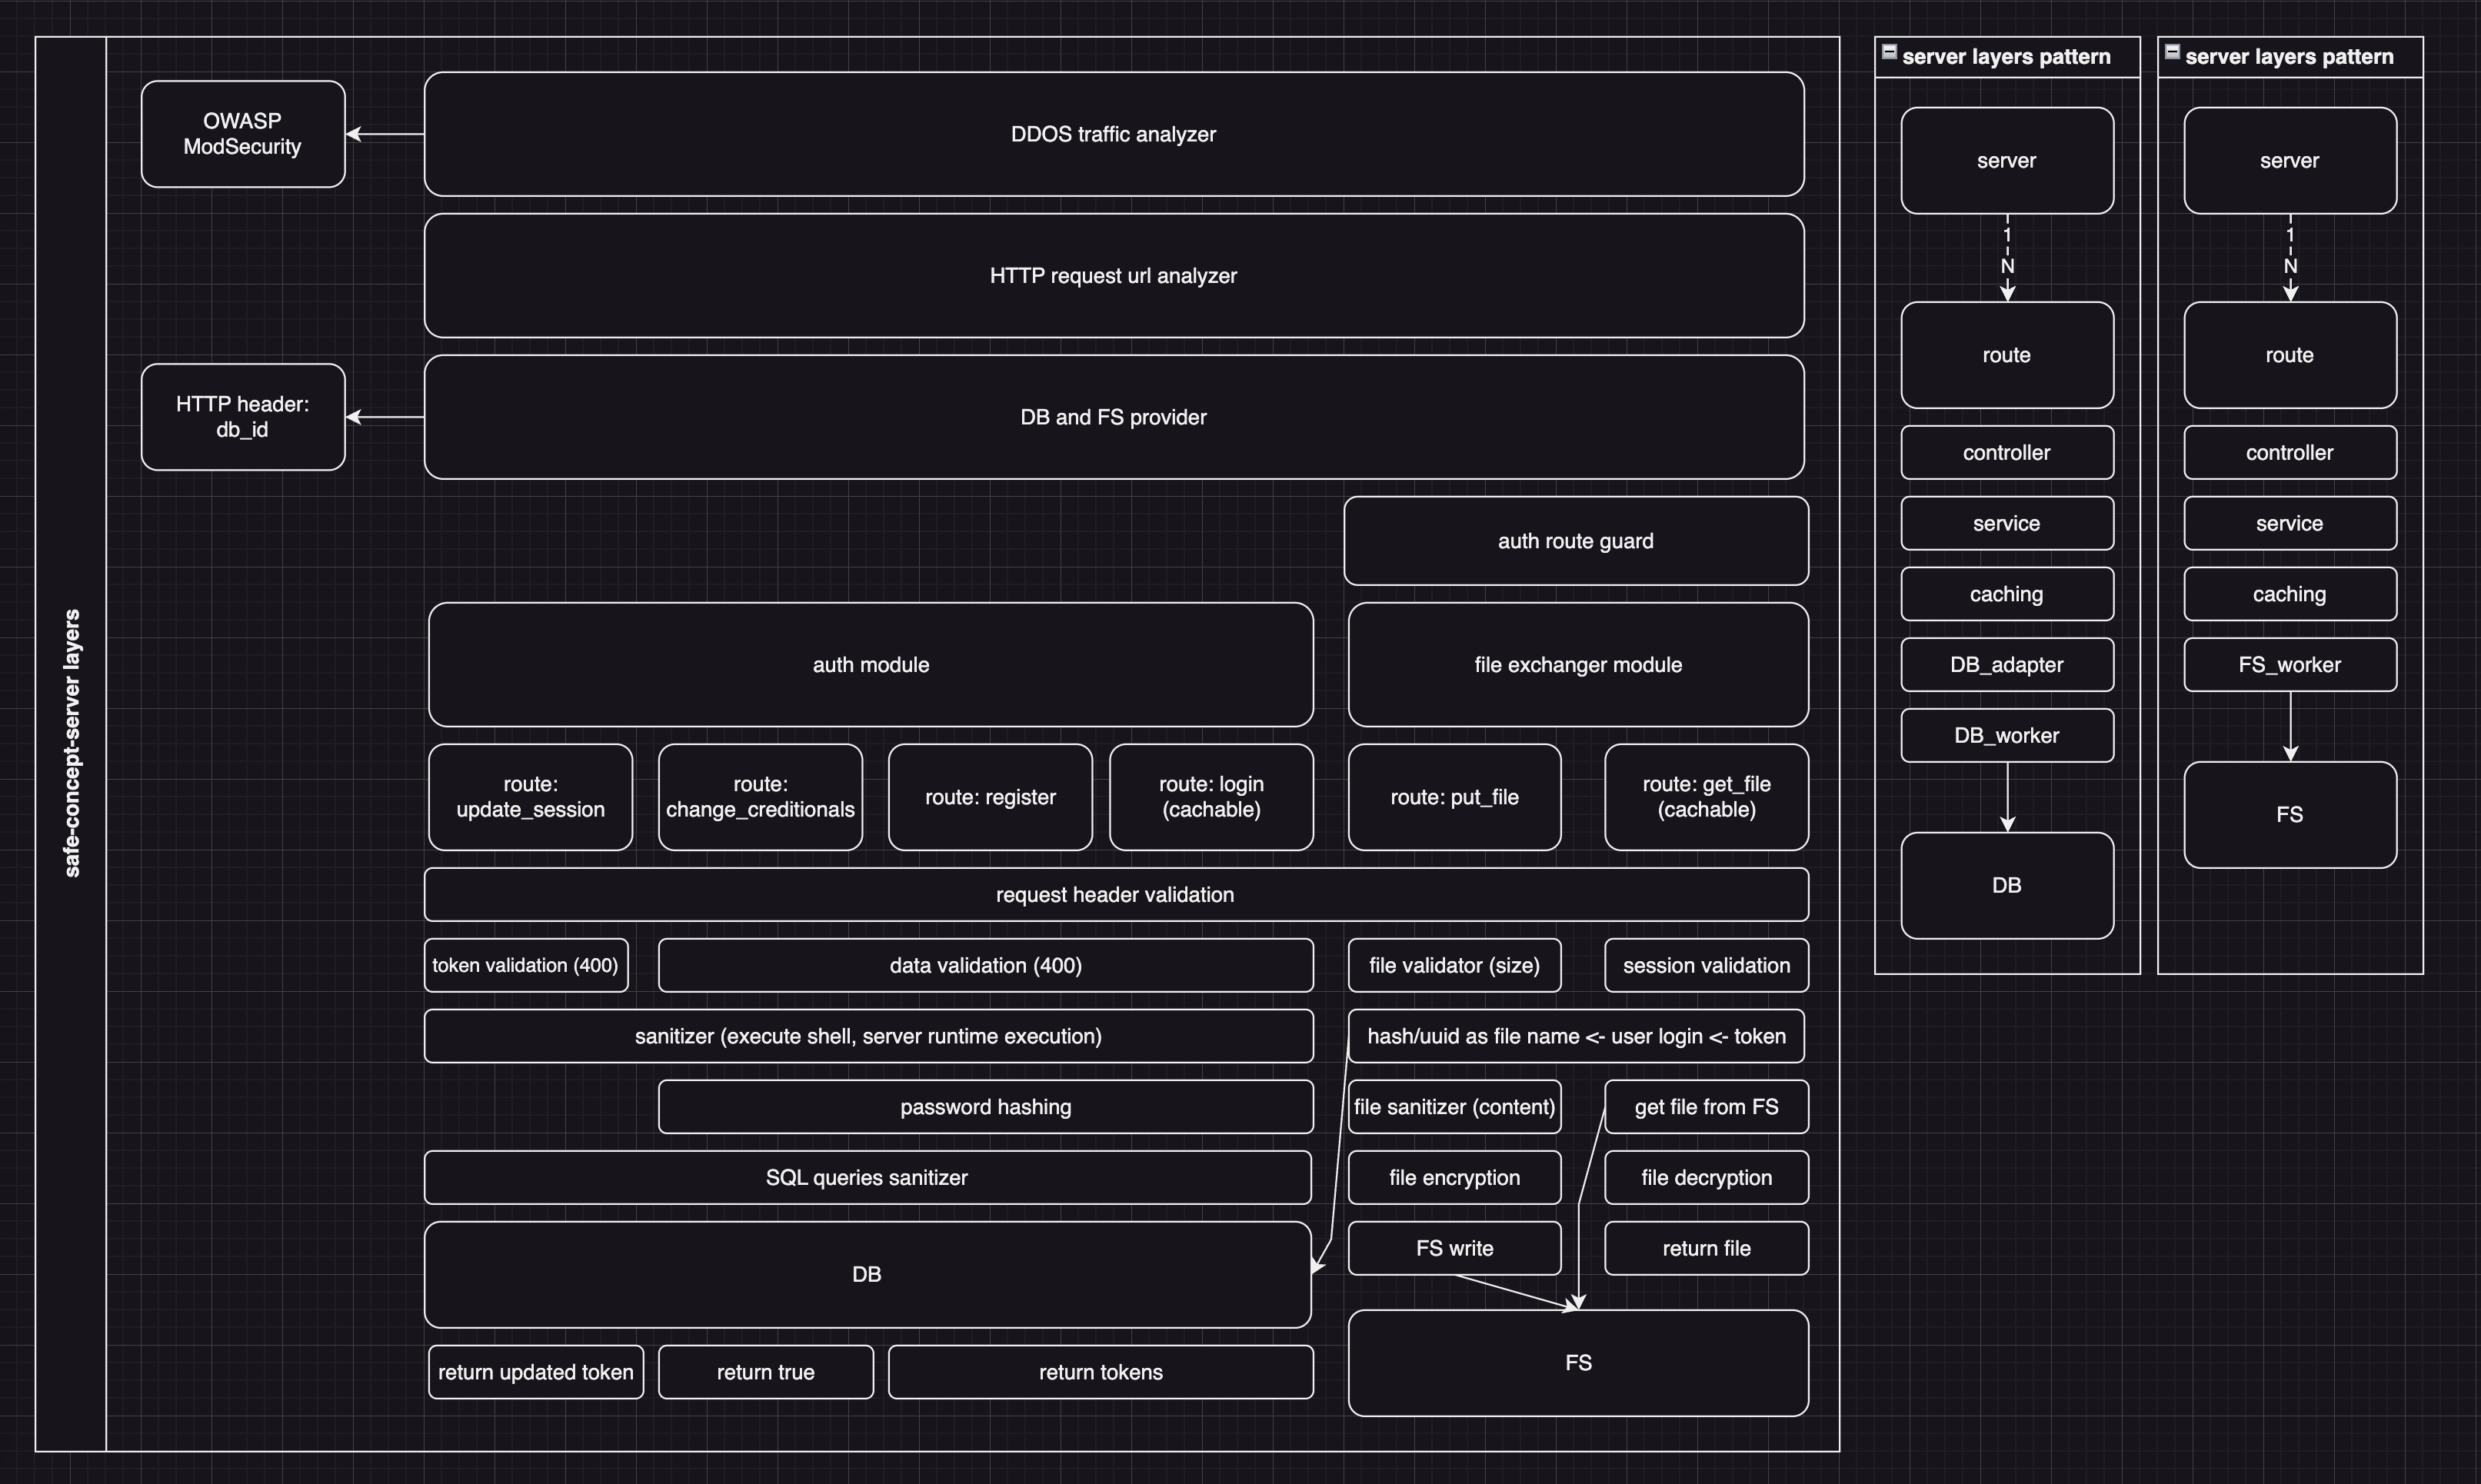 safe-concept-server layers
OWASP
ModSecurity
DDOS traffic analyzer
HTTP request url analyzer
HTTP header:
db_id
DB and FS provider
auth route guard
auth module
file exchanger module
route:
update_session
route:
change_creditionals
route: register
route: login
(cachable)
route: put_file
route: get_file
(cachable)
request header validation
token validation (400)
data validation (400)
file validator (size)
session validation
sanitizer (execute shell, server runtime execution)
hash/uuid as file name <- user login <- token
password hashing
file sanitizer (content)
get file from FS
SQL queries sanitizer
file encryption
file decryption
DB
FS write
return file
FS
return updated token
return true
return tokens
server layers pattern
server
1
N
route
controller
service
caching
DB_adapter
DB_worker
DB
server layers pattern
server
1
N
route
controller
service
caching
FS_worker
FS